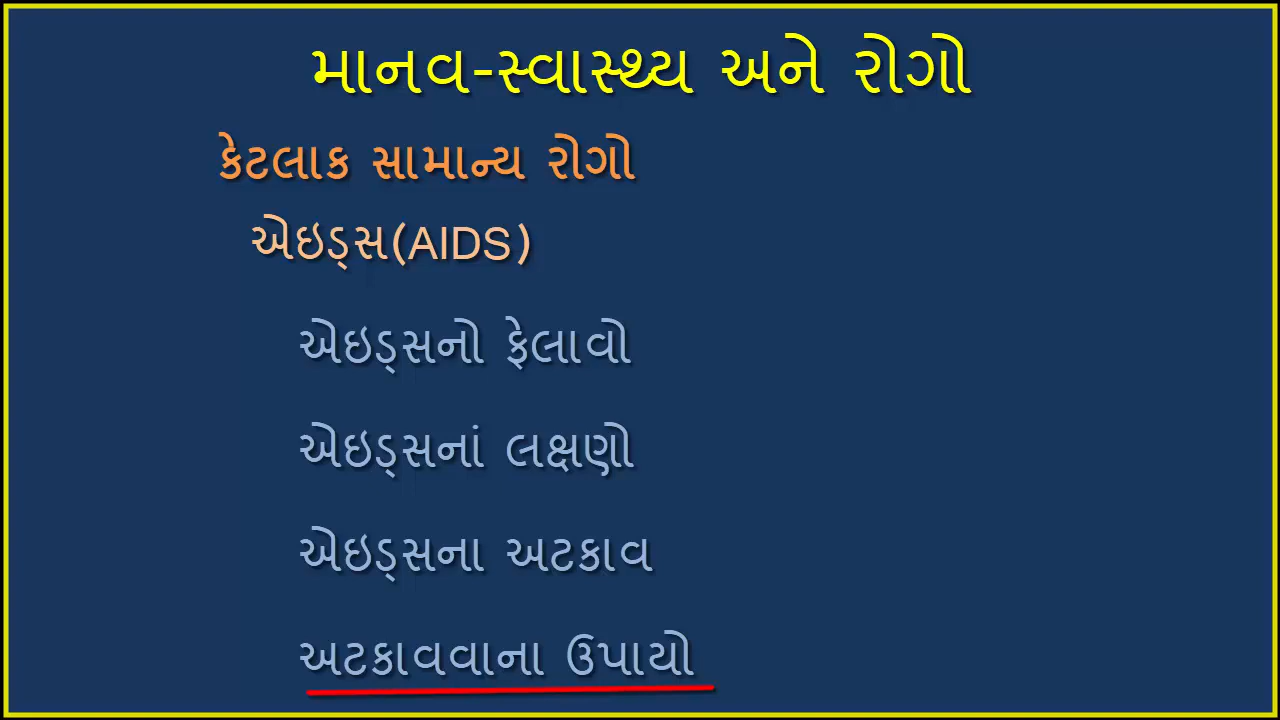 માનવ-સ્વાસ્થ્ય અને રોગો
કેટલાક સામાન્ય રોગો
એઇડ્સ(AIDS)
એઇડ્સનો ફેલાવો
એઇડ્સનાં લક્ષણો
એઇડ્સના અટકાવ
અટકાવવાના ઉપાયો